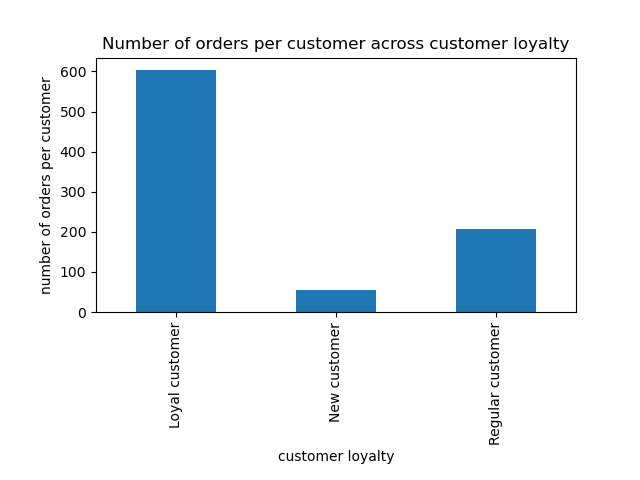 Number of orders per customer across customer loyalty
number of orders per customer
600
500
400
300
200
100
0
Loyal customer
New customer
Regular customer
customer loyalty